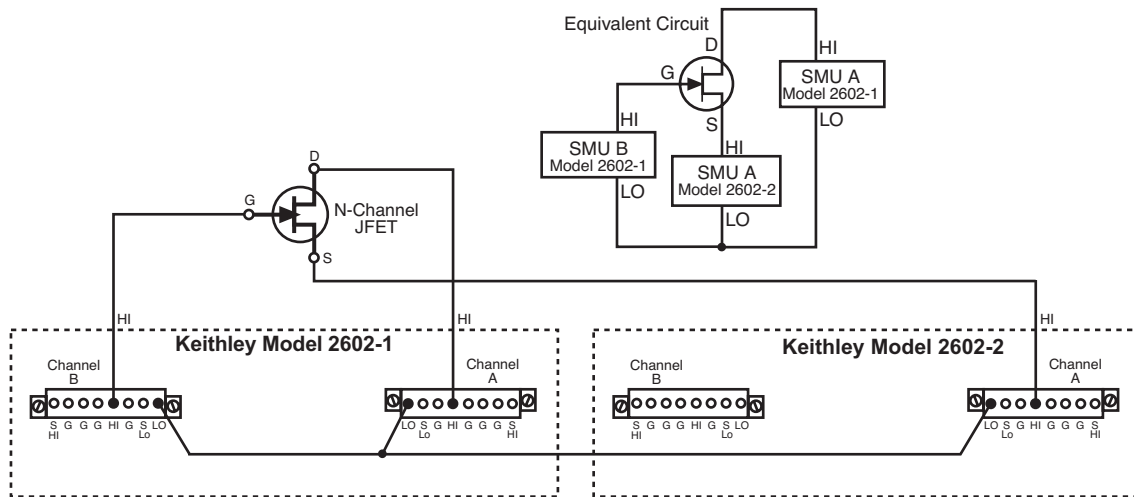 Equivalent Circuit
D
HI
G
SMU A
Model 2602-1
LO
HI
S
SMU B
Model 2602-1
HI
SMU A
Model 2602-2
LO
LO
D
G
N-Channel
JFET
S
HI
HI
HI
Keithley Model 2602-1
Keithley Model 2602-2
Channel
B
Channel
A
Channel
B
Channel
A
S HI G G G HI G S Lo LO
LO S Lo G HI G G G S HI
S HI G G G HI G S Lo LO
LO S Lo G HI G G G S HI